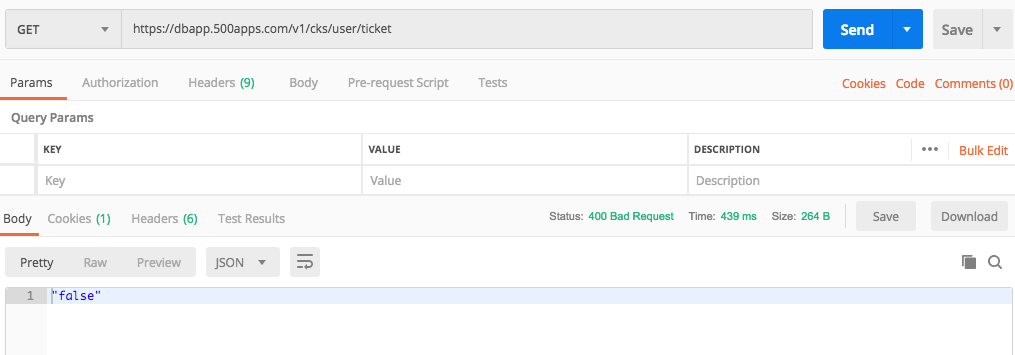 GET https://dbapp.500apps.com/v1/cks/user/ticket Send Save
Params Authorization Headers (9) Body Pre-request Script Tests Cookies Code Comments (0)
Query Params
KEY VALUE DESCRIPTION ••• Bulk Edit
Key Value Description
Body Cookies (1) Headers (6) Test Results Status: 400 Bad Request Time: 439 ms Size: 264 B Save Download
Pretty Raw Preview JSON
1 "false"